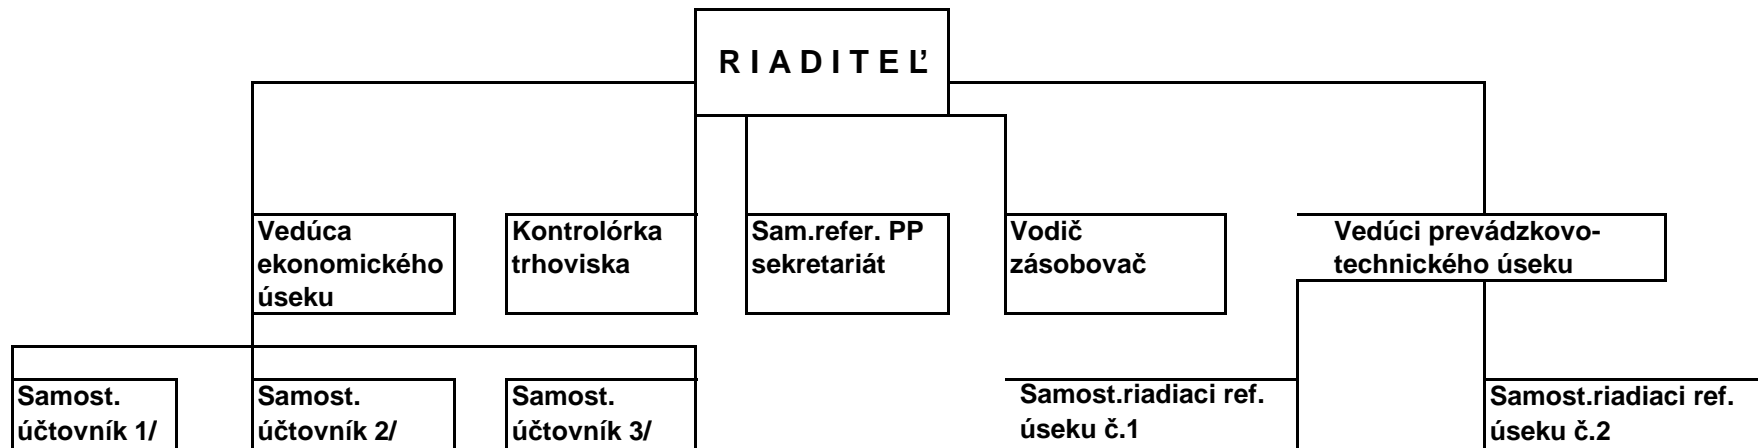 R I A D I T E Ľ
Vedúca
ekonomického
úseku
Kontrolórka
trhoviska
Sam.refer. PP
sekretariát
Vodič
zásobovač
Vedúci prevádzkovo-
technického úseku
Samost.
účtovník 1/
Samost.
účtovník 2/
Samost.
účtovník 3/
Samost.riadiaci ref.
úseku č.1
Samost.riadiaci ref.
úseku č.2